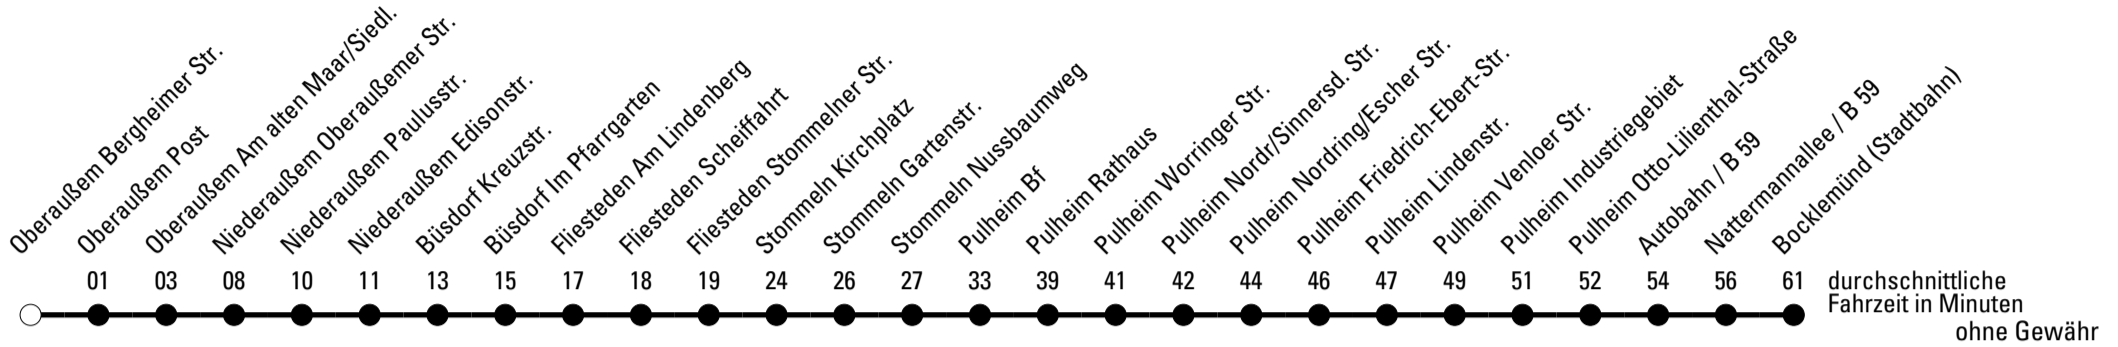 Oberaußem Bergheimer Str.
Oberaußem Post
Oberaußem Am alten Maar/Siedl.
Niederaußem Oberaußemer Str.
Niederaußem Paulusstr.
Niederaußem Edisonstr.
Büsdorf Kreuzstr.
Büsdorf Im Pfarrgarten
Fliesteden Am Lindenberg
Fliesteden Scheiffahrt
Fliesteden Stommelner Str.
Stommeln Kirchplatz
Stommeln Gartenstr.
Stommeln Nussbaumweg
Pulheim Bf
Pulheim Rathaus
Pulheim Worringer Str.
Pulheim Nordr/Sinnersd. Str.
Pulheim Nordring/Escher Str.
Pulheim Friedrich-Ebert-Str.
Pulheim Lindenstr.
Pulheim Venloer Str.
Pulheim Industriegebiet
Pulheim Otto-Lilienthal-Straße
Autobahn / B 59
Nattermannallee / B 59
Bocklemünd (Stadtbahn)
01 03 08 10 11 13 15 17 18 19 24 26 27 33 39 41 42 44 46 47 49 51 52 54 56 61 durchschnittliche
Fahrzeit in Minuten
ohne Gewähr